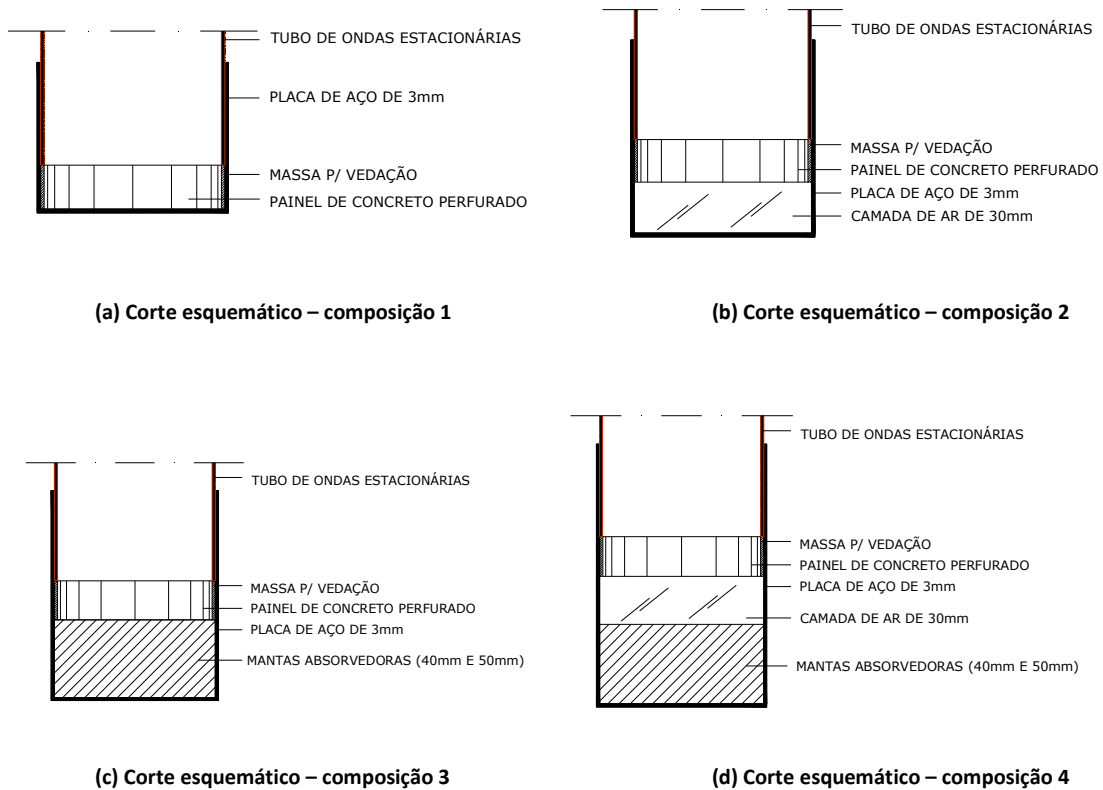 TUBO DE ONDAS ESTACIONÁRIAS
PLACA DE AÇO DE 3mm
MASSA P/ VEDAÇÃO
PAINEL DE CONCRETO PERFURADO
(a) Corte esquemático – composição 1
TUBO DE ONDAS ESTACIONÁRIAS
MASSA P/ VEDAÇÃO
PAINEL DE CONCRETO PERFURADO
PLACA DE AÇO DE 3mm
CAMADA DE AR DE 30mm
(b) Corte esquemático – composição 2
TUBO DE ONDAS ESTACIONÁRIAS
MASSA P/ VEDAÇÃO
PAINEL DE CONCRETO PERFURADO
PLACA DE AÇO DE 3mm
MANTAS ABSORVEDORAS (40mm E 50mm)
(c) Corte esquemático – composição 3
TUBO DE ONDAS ESTACIONÁRIAS
MASSA P/ VEDAÇÃO
PAINEL DE CONCRETO PERFURADO
PLACA DE AÇO DE 3mm
CAMADA DE AR DE 30mm
MANTAS ABSORVEDORAS (40mm E 50mm)
(d) Corte esquemático – composição 4